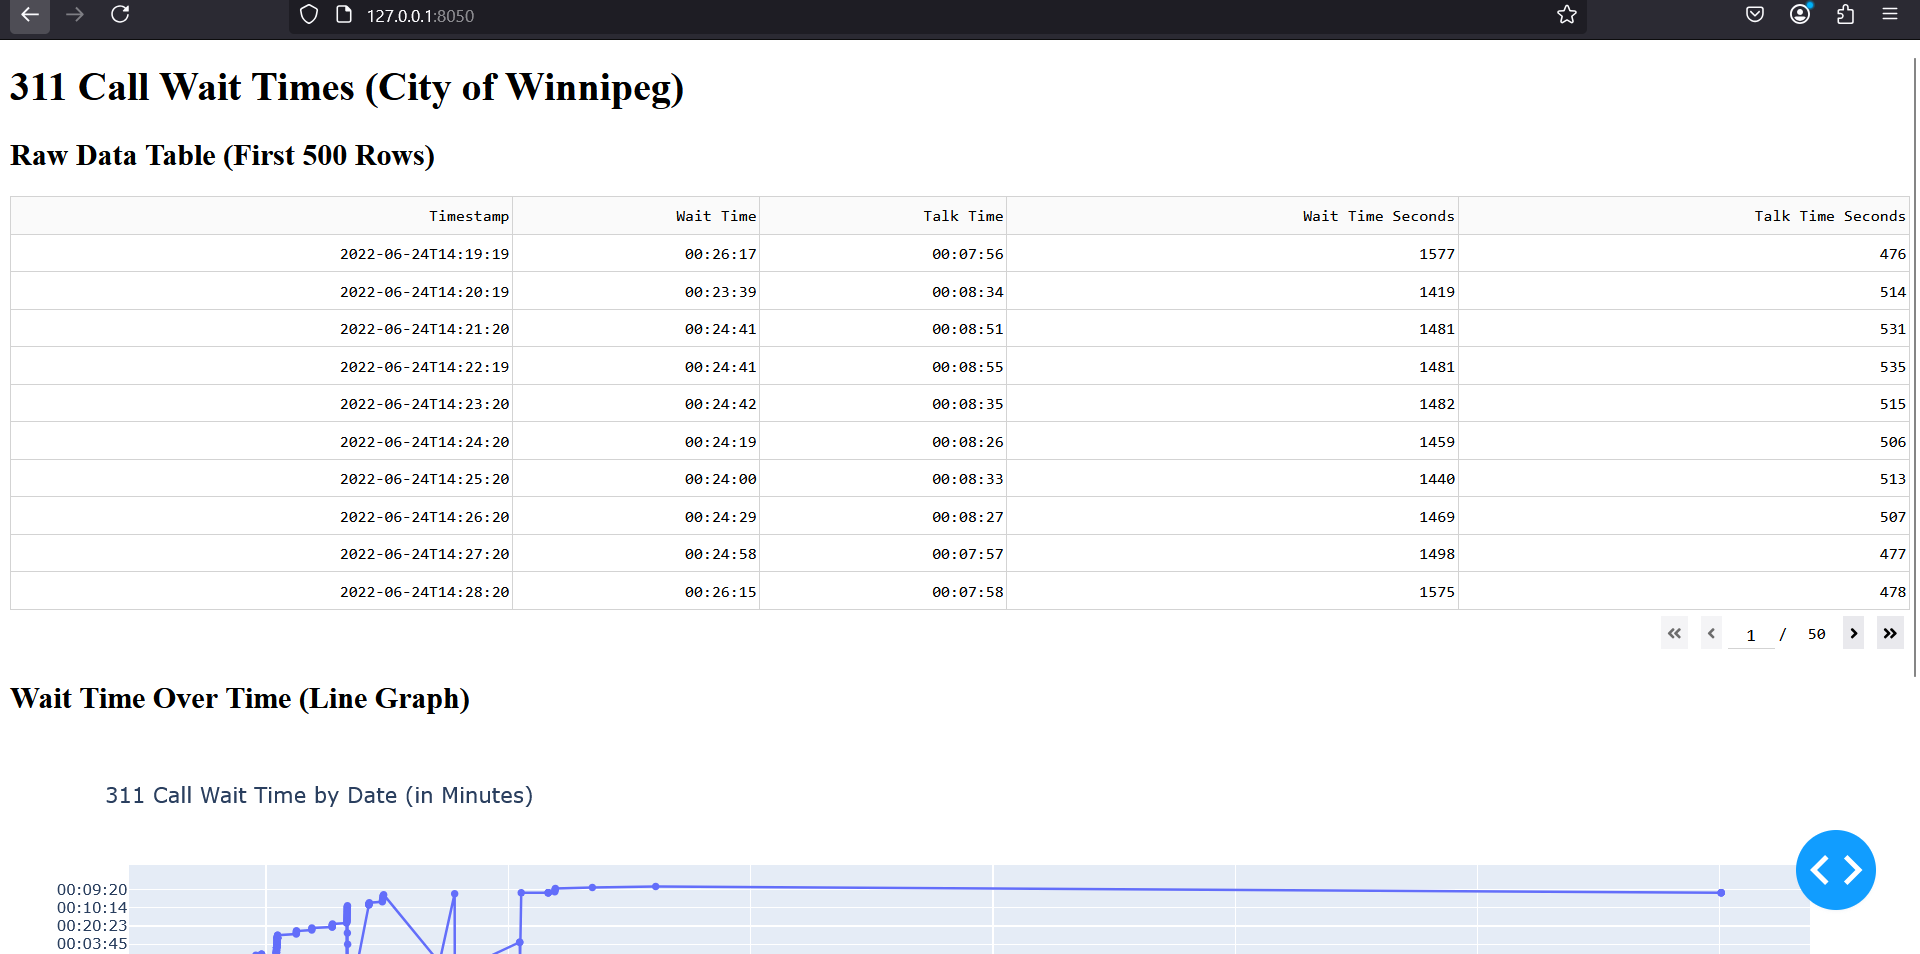 127.0.0.1:8050
311 Call Wait Times (City of Winnipeg)
Raw Data Table (First 500 Rows)
Timestamp Wait Time Talk Time Wait Time Seconds Talk Time Seconds
2022-06-24T14:19:19 00:26:17 00:07:56 1577 476
2022-06-24T14:20:19 00:23:39 00:08:34 1419 514
2022-06-24T14:21:20 00:24:41 00:08:51 1481 531
2022-06-24T14:22:19 00:24:41 00:08:55 1481 535
2022-06-24T14:23:20 00:24:42 00:08:35 1482 515
2022-06-24T14:24:20 00:24:19 00:08:26 1459 506
2022-06-24T14:25:20 00:24:00 00:08:33 1440 513
2022-06-24T14:26:20 00:24:29 00:08:27 1469 507
2022-06-24T14:27:20 00:24:58 00:07:57 1498 477
2022-06-24T14:28:20 00:26:15 00:07:58 1575 478
1 / 50
Wait Time Over Time (Line Graph)
311 Call Wait Time by Date (in Minutes)
00:09:20
00:10:14
00:20:23
00:03:45